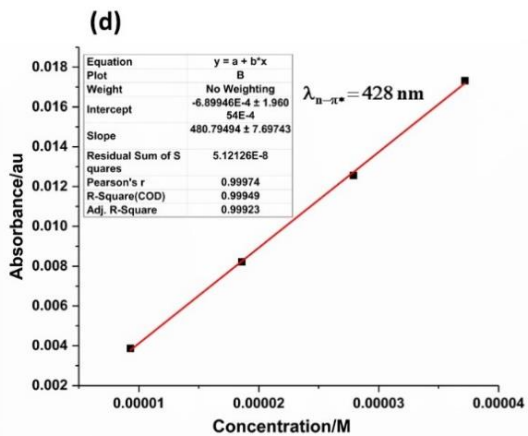 (d)
Equation y = a + b*x
Plot B
Weight No Weighting
Intercept -6.89946E-4 ± 1.960
54E-4
Slope 480.79494 ± 7.69743
Residual Sum of S
quares 5.12126E-8
Pearson's r 0.99974
R-Square(COD) 0.99949
Adj. R-Square 0.99923
λn−π* = 428 nm
0.018
0.016
0.014
0.012
0.010
0.008
0.006
0.004
0.002
Absorbance/au
0.00001 0.00002 0.00003 0.00004
Concentration/M